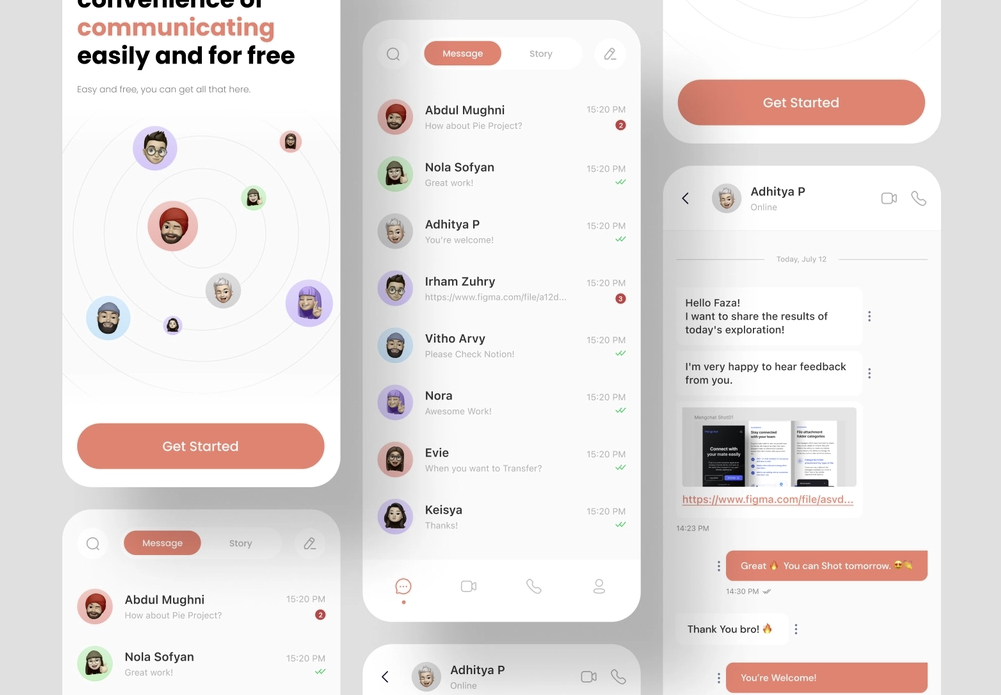 convenience of
communicating
easily and for free
Easy and free, you can get all that here.
Get Started
Message
Story
Abdul Mughni
15:20 PM
How about Pie Project?
2
Nola Sofyan
15:20 PM
Great work!
Message
Story
Abdul Mughni
15:20 PM
How about Pie Project?
2
Nola Sofyan
15:20 PM
Great work!
Adhitya P
15:20 PM
You're welcome!
Irham Zuhry
15:20 PM
https://www.figma.com/file/a12d...
3
Vitho Arvy
15:20 PM
Please Check Notion!
Nora
15:20 PM
Awesome Work!
Evie
15:20 PM
When you want to Transfer?
Keisya
15:20 PM
Thanks!
Adhitya P
Online
Get Started
Adhitya P
Online
Today, July 12
Hello Faza!
I want to share the results of
today's exploration!
I'm very happy to hear feedback
from you.
Stay connected
with your team
File attachment
folder categories
Connect with
your mate easily
https://www.figma.com/file/asvd...
14:23 PM
Great 🔥 You can Shot tomorrow. 😎👏
14:30 PM
Thank You bro! 🔥
You're Welcome!